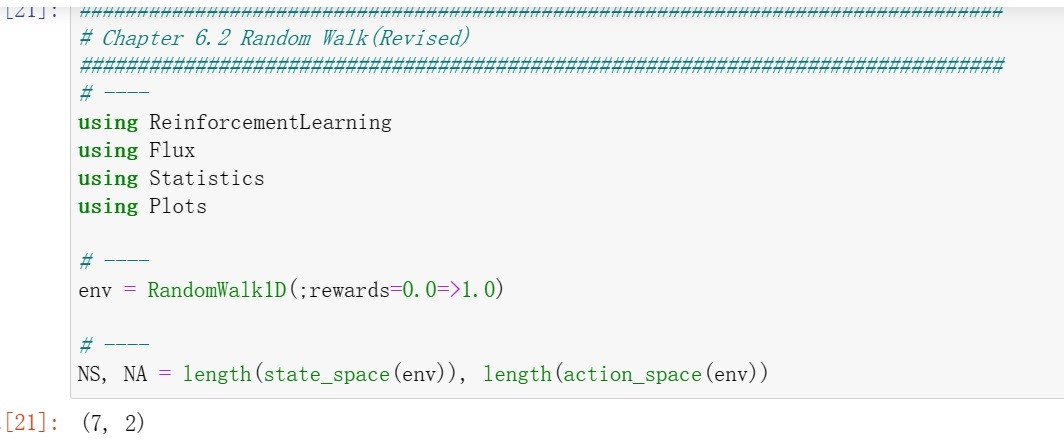 [21]: ###############################################################################
# Chapter 6.2 Random Walk(Revised)
###############################################################################
# ----
using ReinforcementLearning
using Flux
using Statistics
using Plots
# ----
env = RandomWalk1D(;rewards=0.0=>1.0)
# ----
NS, NA = length(state_space(env)), length(action_space(env))
[21]: (7, 2)